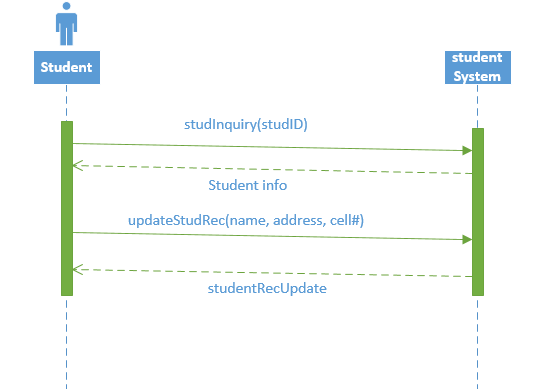 Student
student
System
studInquiry(studID)
Student info
updateStudRec(name, address, cell#)
studentRecUpdate